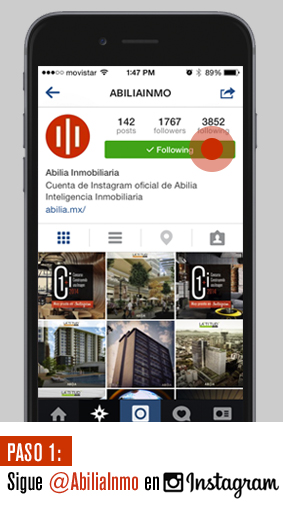 movistar 1:47 PM 89%
ABILIAINMO
142 1767 3852
posts followers following
✓ Following
Abilia Inmobiliaria
Cuenta de Instagram oficial de Abilia
Inteligencia Inmobiliaria
abilia.mx/
PASO 1:
Sigue @AbiliaInmo en Instagram